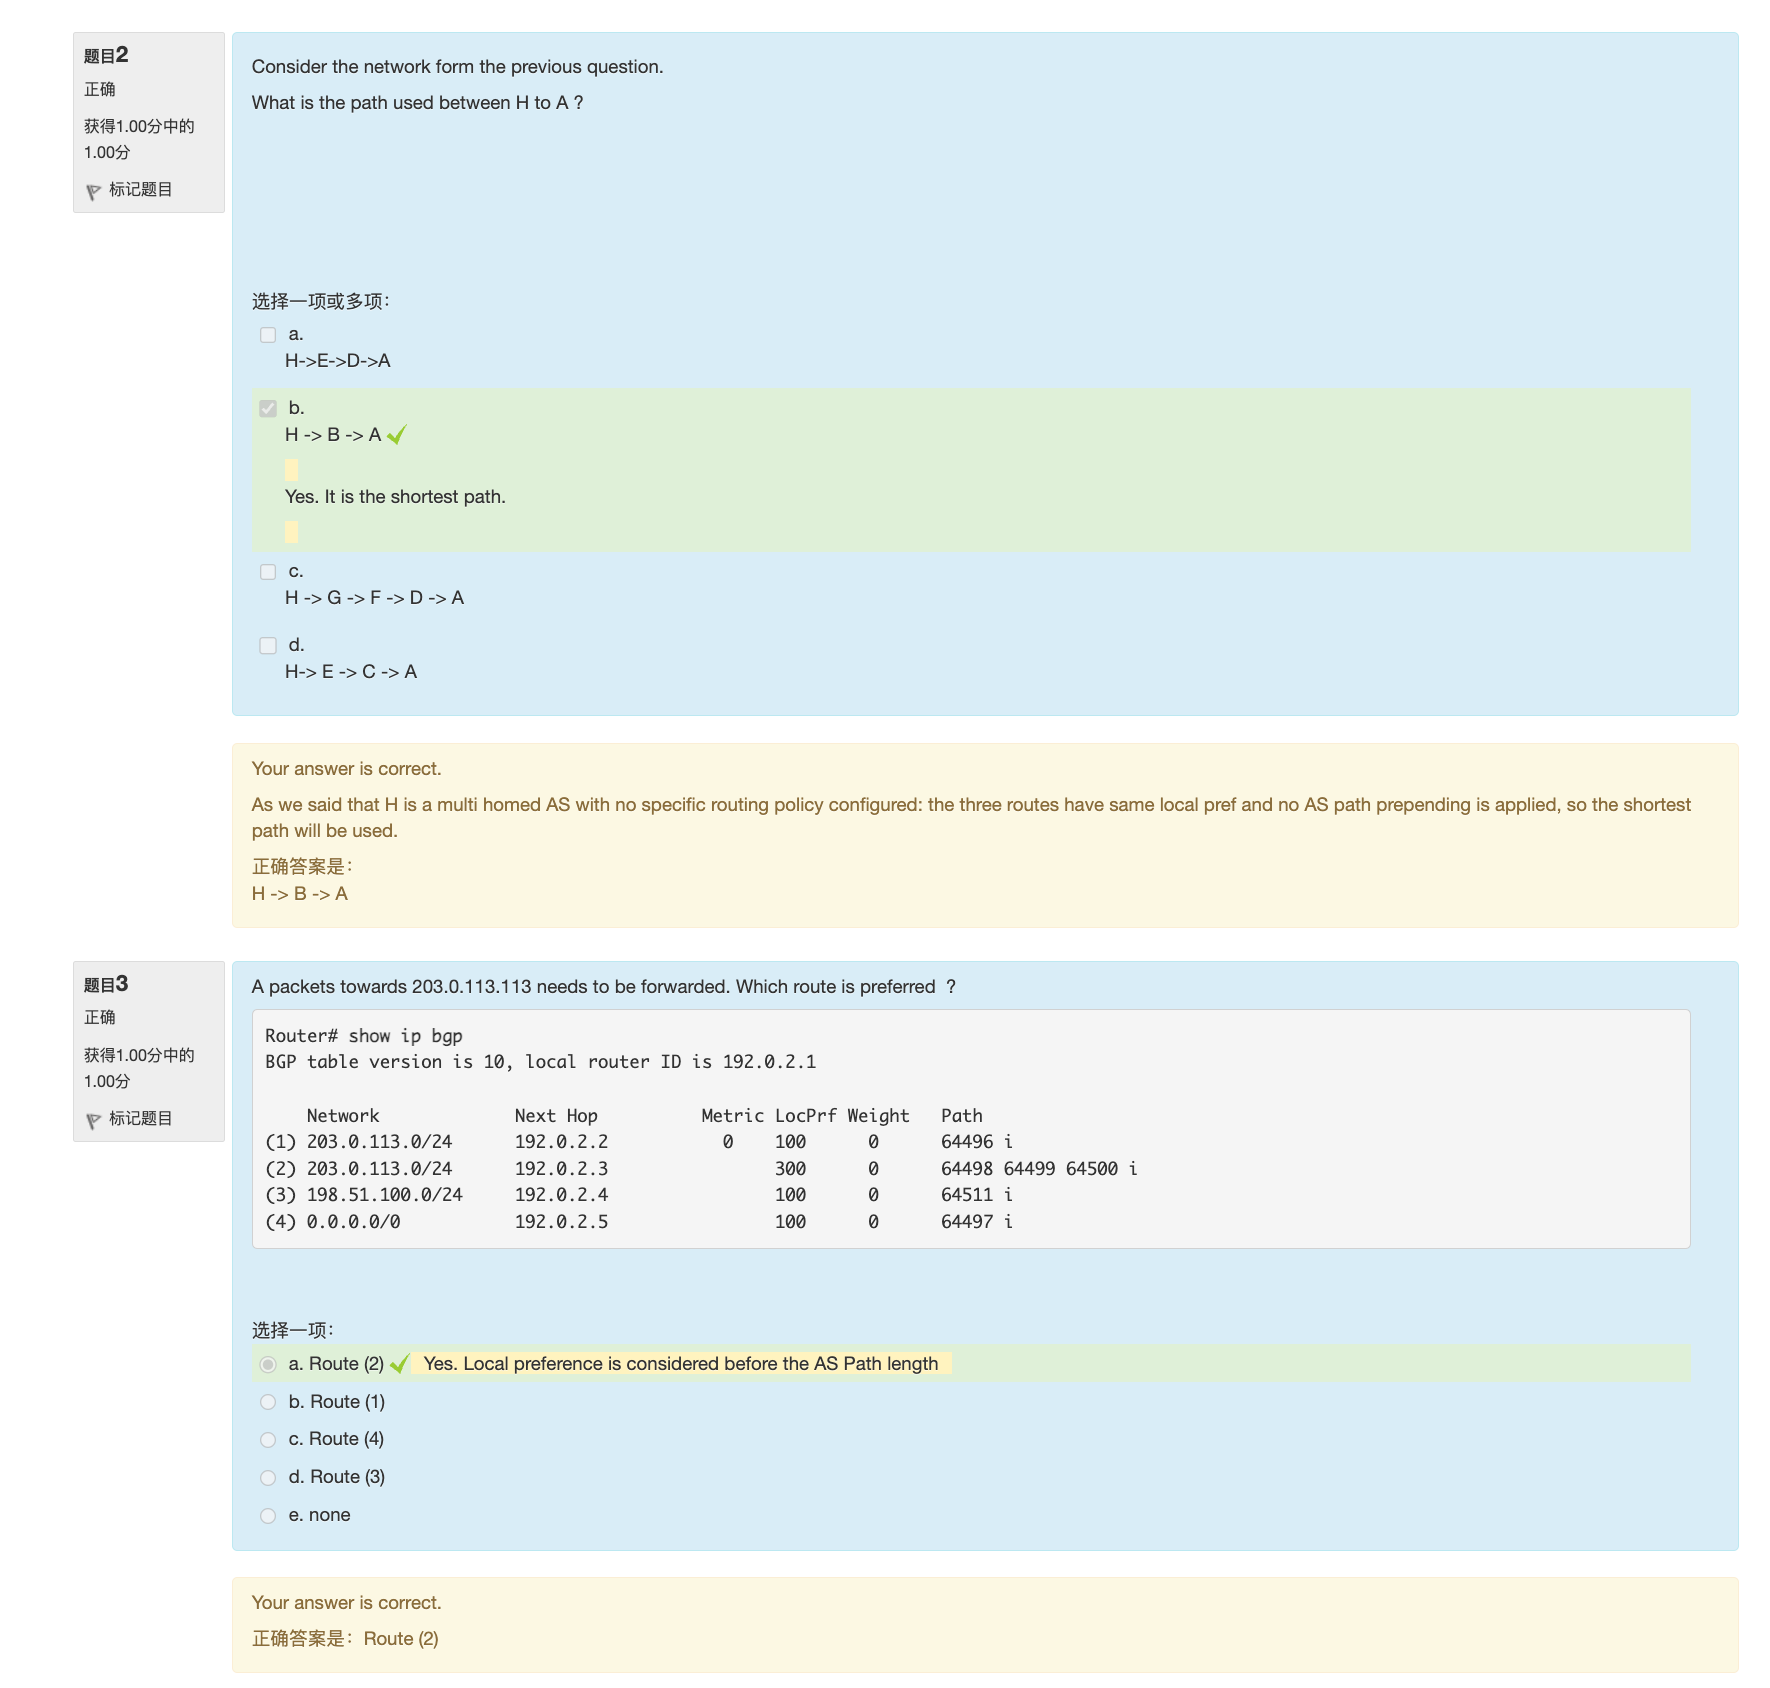 题目2
正确
获得1.00分中的
1.00分
标记题目
Consider the network form the previous question.
What is the path used between H to A ?
选择一项或多项：
a.
H->E->D->A
b.
H -> B -> A
Yes. It is the shortest path.
c.
H -> G -> F -> D -> A
d.
H-> E -> C -> A
Your answer is correct.
As we said that H is a multi homed AS with no specific routing policy configured: the three routes have same local pref and no AS path prepending is applied, so the shortest
path will be used.
正确答案是：
H -> B -> A
题目3
正确
获得1.00分中的
1.00分
标记题目
A packets towards 203.0.113.113 needs to be forwarded. Which route is preferred  ?
Router# show ip bgp
BGP table version is 10, local router ID is 192.0.2.1
Network Next Hop Metric LocPrf Weight Path
(1) 203.0.113.0/24 192.0.2.2 0 100 0 64496 i
(2) 203.0.113.0/24 192.0.2.3 300 0 64498 64499 64500 i
(3) 198.51.100.0/24 192.0.2.4 100 0 64511 i
(4) 0.0.0.0/0 192.0.2.5 100 0 64497 i
选择一项：
a. Route (2) Yes. Local preference is considered before the AS Path length
b. Route (1)
c. Route (4)
d. Route (3)
e. none
Your answer is correct.
正确答案是：Route (2)